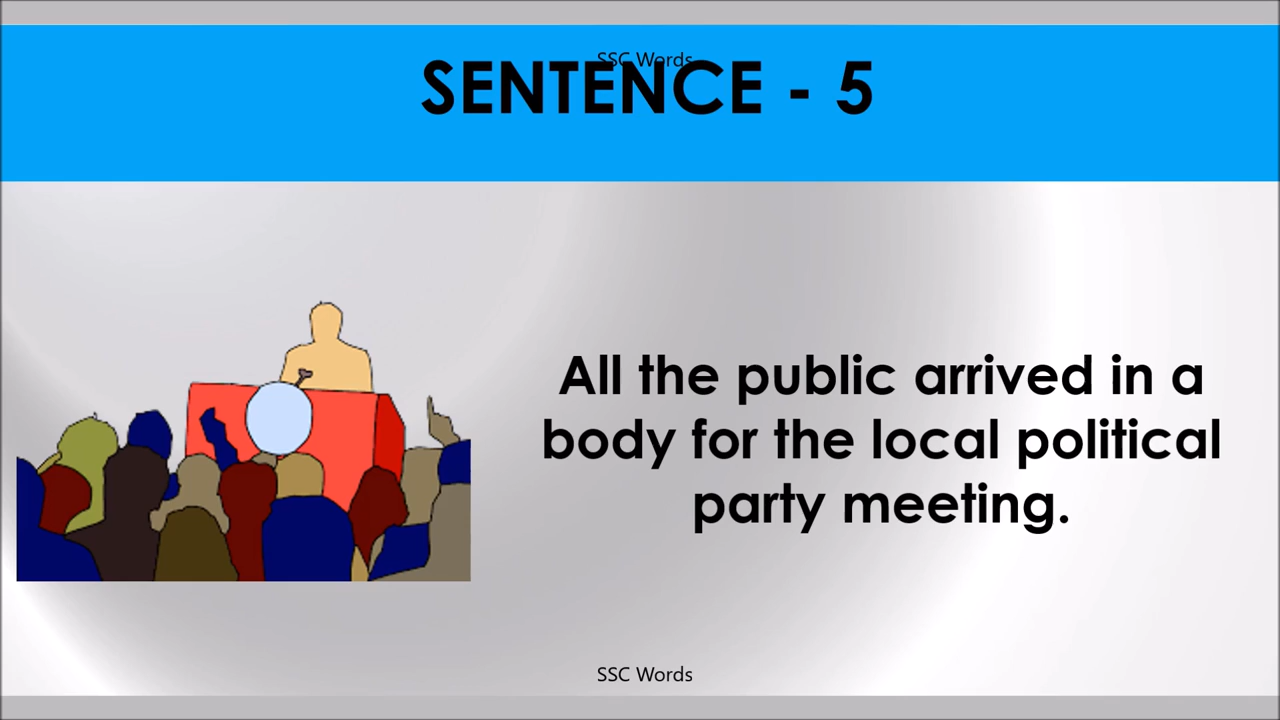 SSC Words
SENTENCE - 5
All the public arrived in a
body for the local political
party meeting.
SSC Words